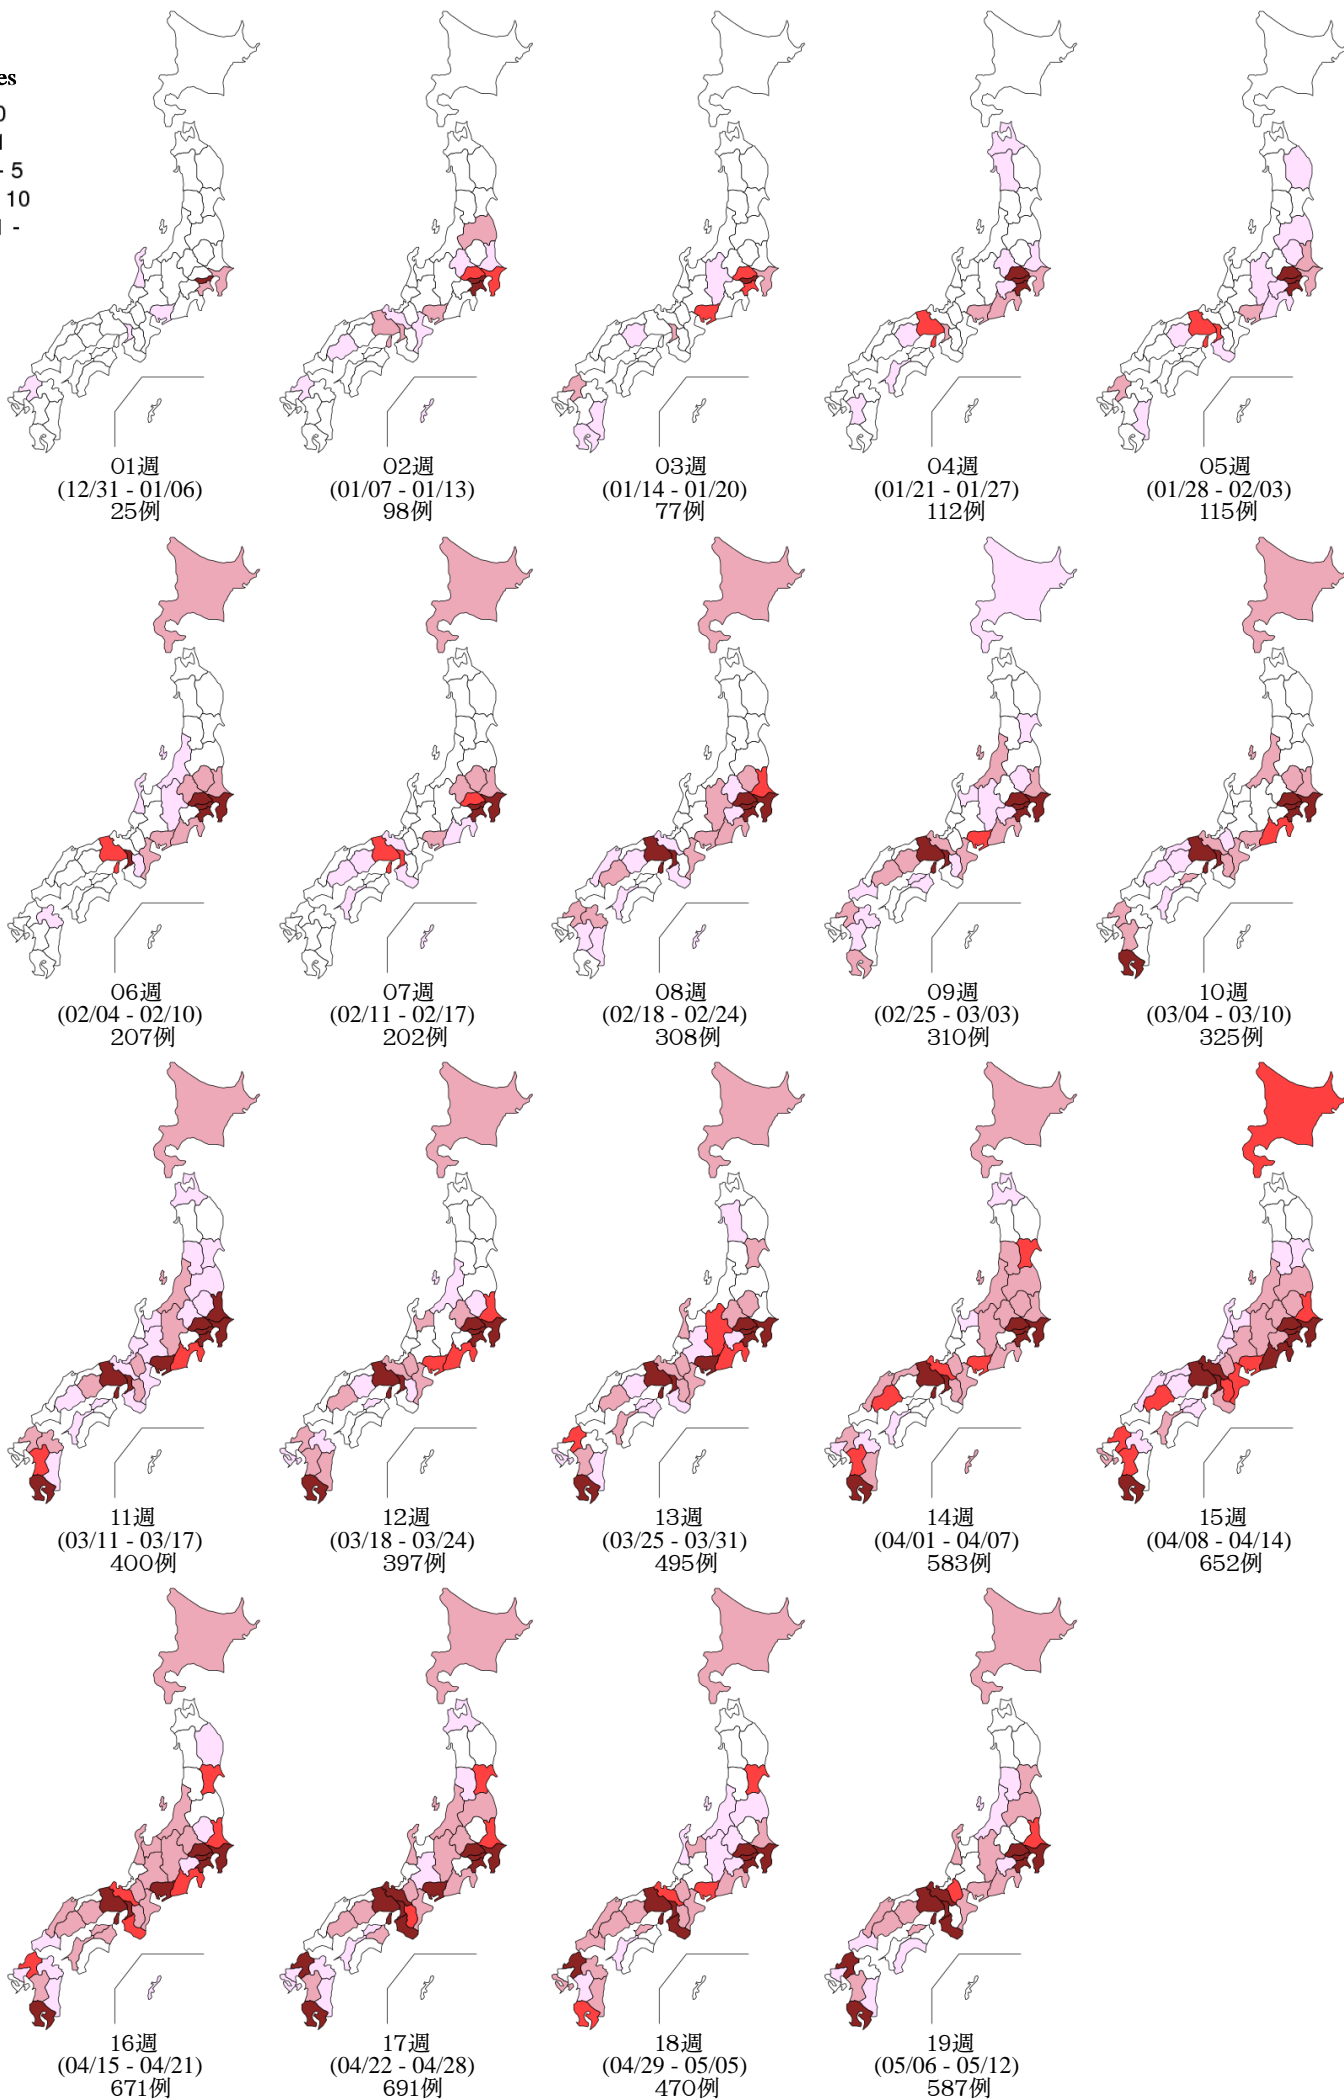 es
0
1
- 5
10
1 -
01週
(12/31 - 01/06)
25例
02週
(01/07 - 01/13)
98例
03週
(01/14 - 01/20)
77例
04週
(01/21 - 01/27)
112例
05週
(01/28 - 02/03)
115例
06週
(02/04 - 02/10)
207例
07週
(02/11 - 02/17)
202例
08週
(02/18 - 02/24)
308例
09週
(02/25 - 03/03)
310例
10週
(03/04 - 03/10)
325例
11週
(03/11 - 03/17)
400例
12週
(03/18 - 03/24)
397例
13週
(03/25 - 03/31)
495例
14週
(04/01 - 04/07)
583例
15週
(04/08 - 04/14)
652例
16週
(04/15 - 04/21)
671例
17週
(04/22 - 04/28)
691例
18週
(04/29 - 05/05)
470例
19週
(05/06 - 05/12)
587例